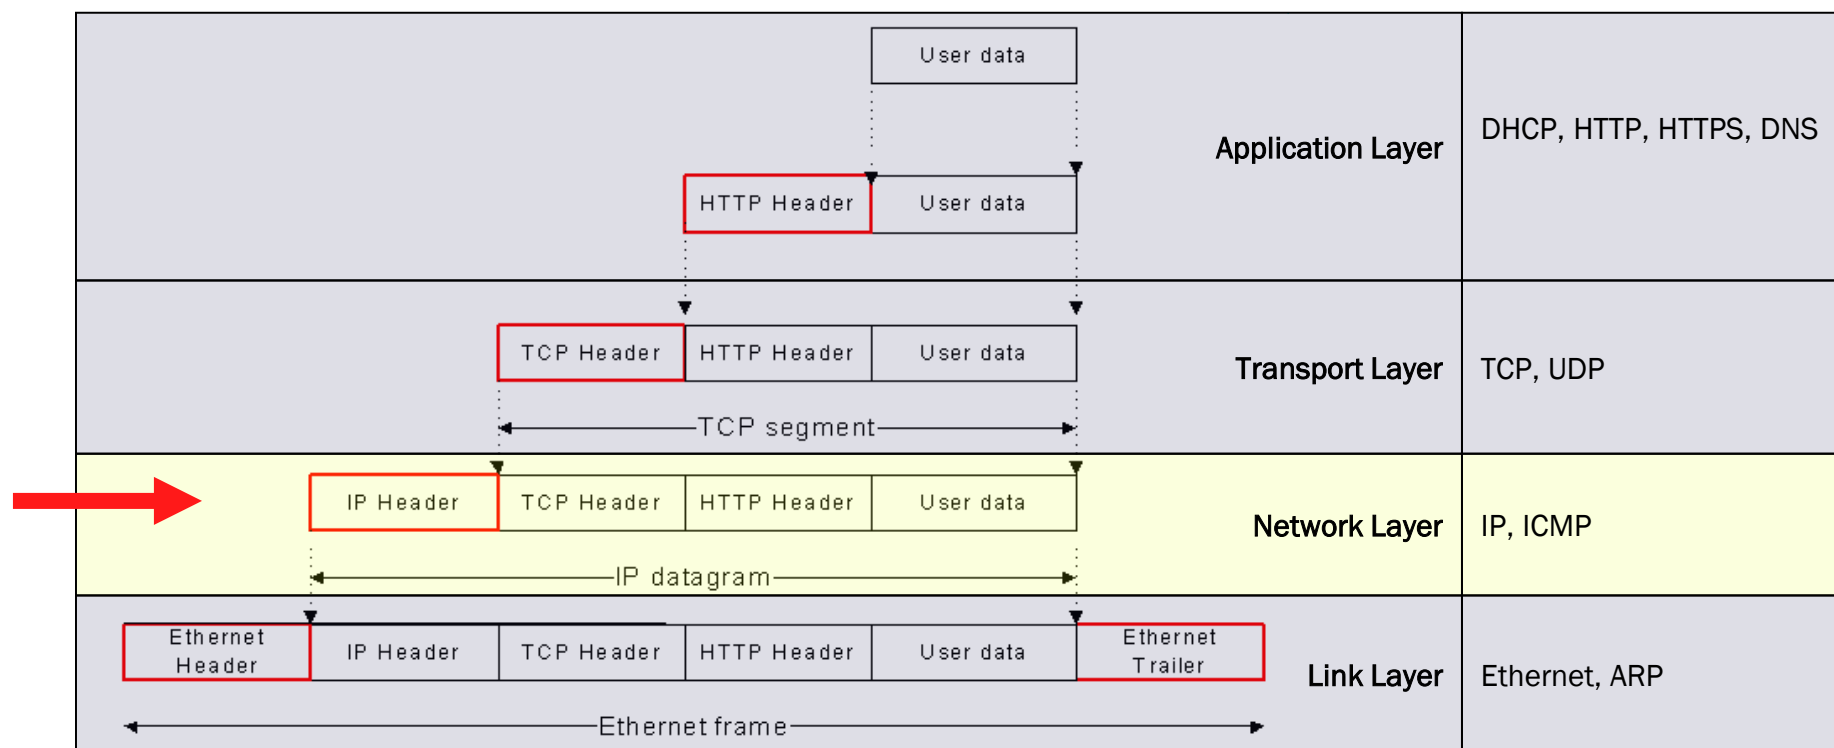 User data
Application Layer
DHCP, HTTP, HTTPS, DNS
HTTP Header
User data
TCP Header
HTTP Header
User data
Transport Layer
TCP, UDP
TCP segment
IP Header
TCP Header
HTTP Header
User data
Network Layer
IP, ICMP
IP datagram
Ethernet
Header
IP Header
TCP Header
HTTP Header
User data
Ethernet
Trailer
Link Layer
Ethernet, ARP
Ethernet frame